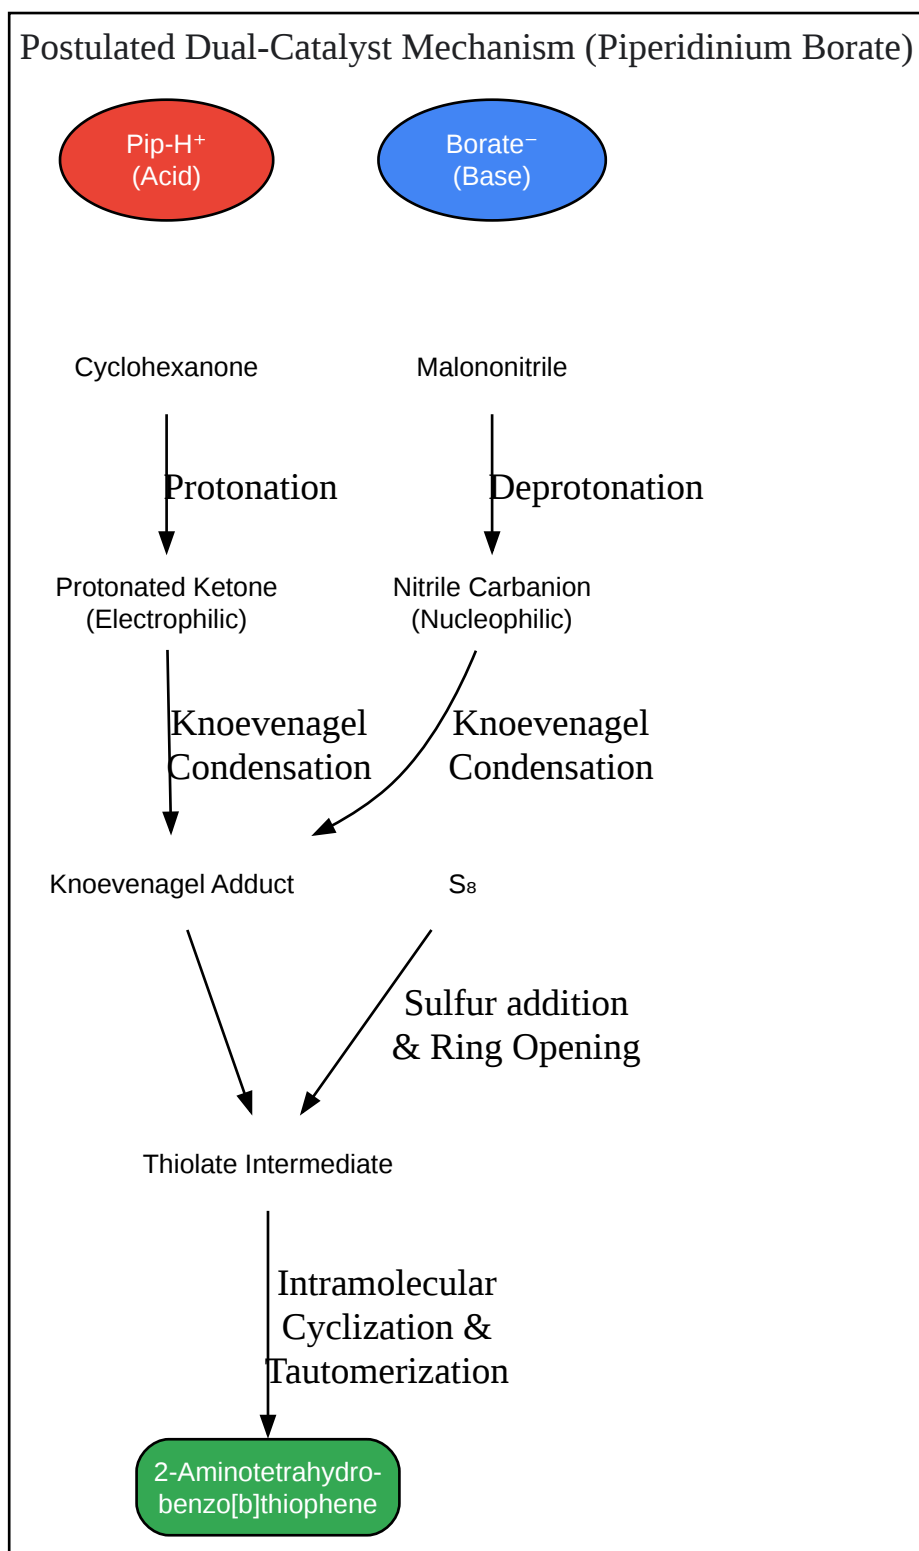 Postulated Dual-Catalyst Mechanism (Piperidinium Borate)
Pip-H⁺
(Acid)
Borate⁻
(Base)
Cyclohexanone
Malononitrile
Protonation
Deprotonation
Protonated Ketone
(Electrophilic)
Nitrile Carbanion
(Nucleophilic)
Knoevenagel
Condensation
Knoevenagel
Condensation
Knoevenagel Adduct
S₈
Sulfur addition
& Ring Opening
Thiolate Intermediate
Intramolecular
Cyclization &
Tautomerization
2-Aminotetrahydro-
benzo[b]thiophene